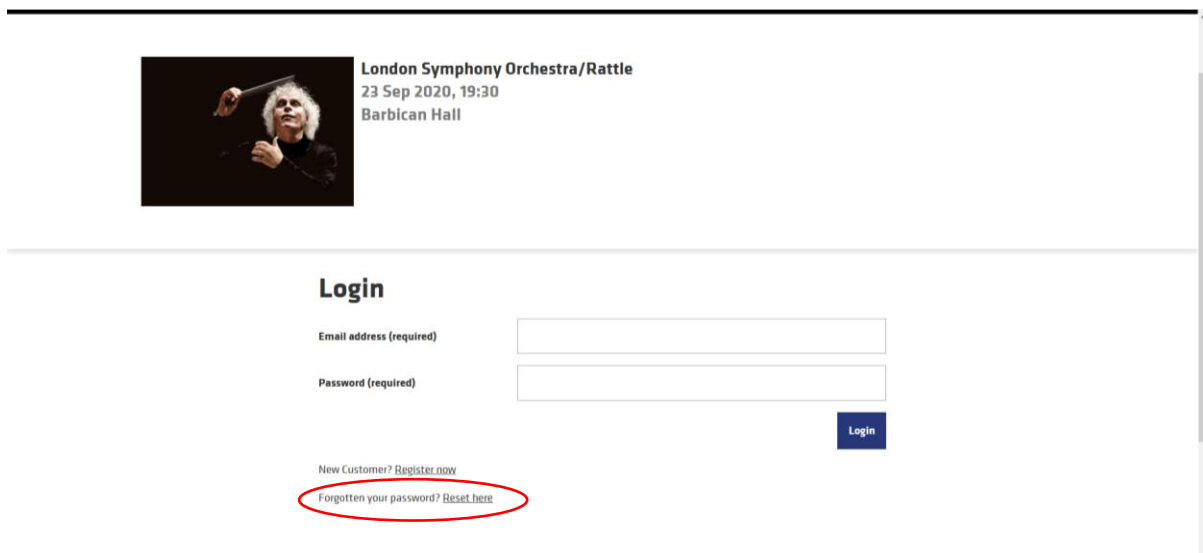 London Symphony Orchestra/Rattle
23 Sep 2020, 19:30
Barbican Hall
Login
Email address (required)
Password (required)
Login
New Customer? Register now
Forgotten your password? Reset here